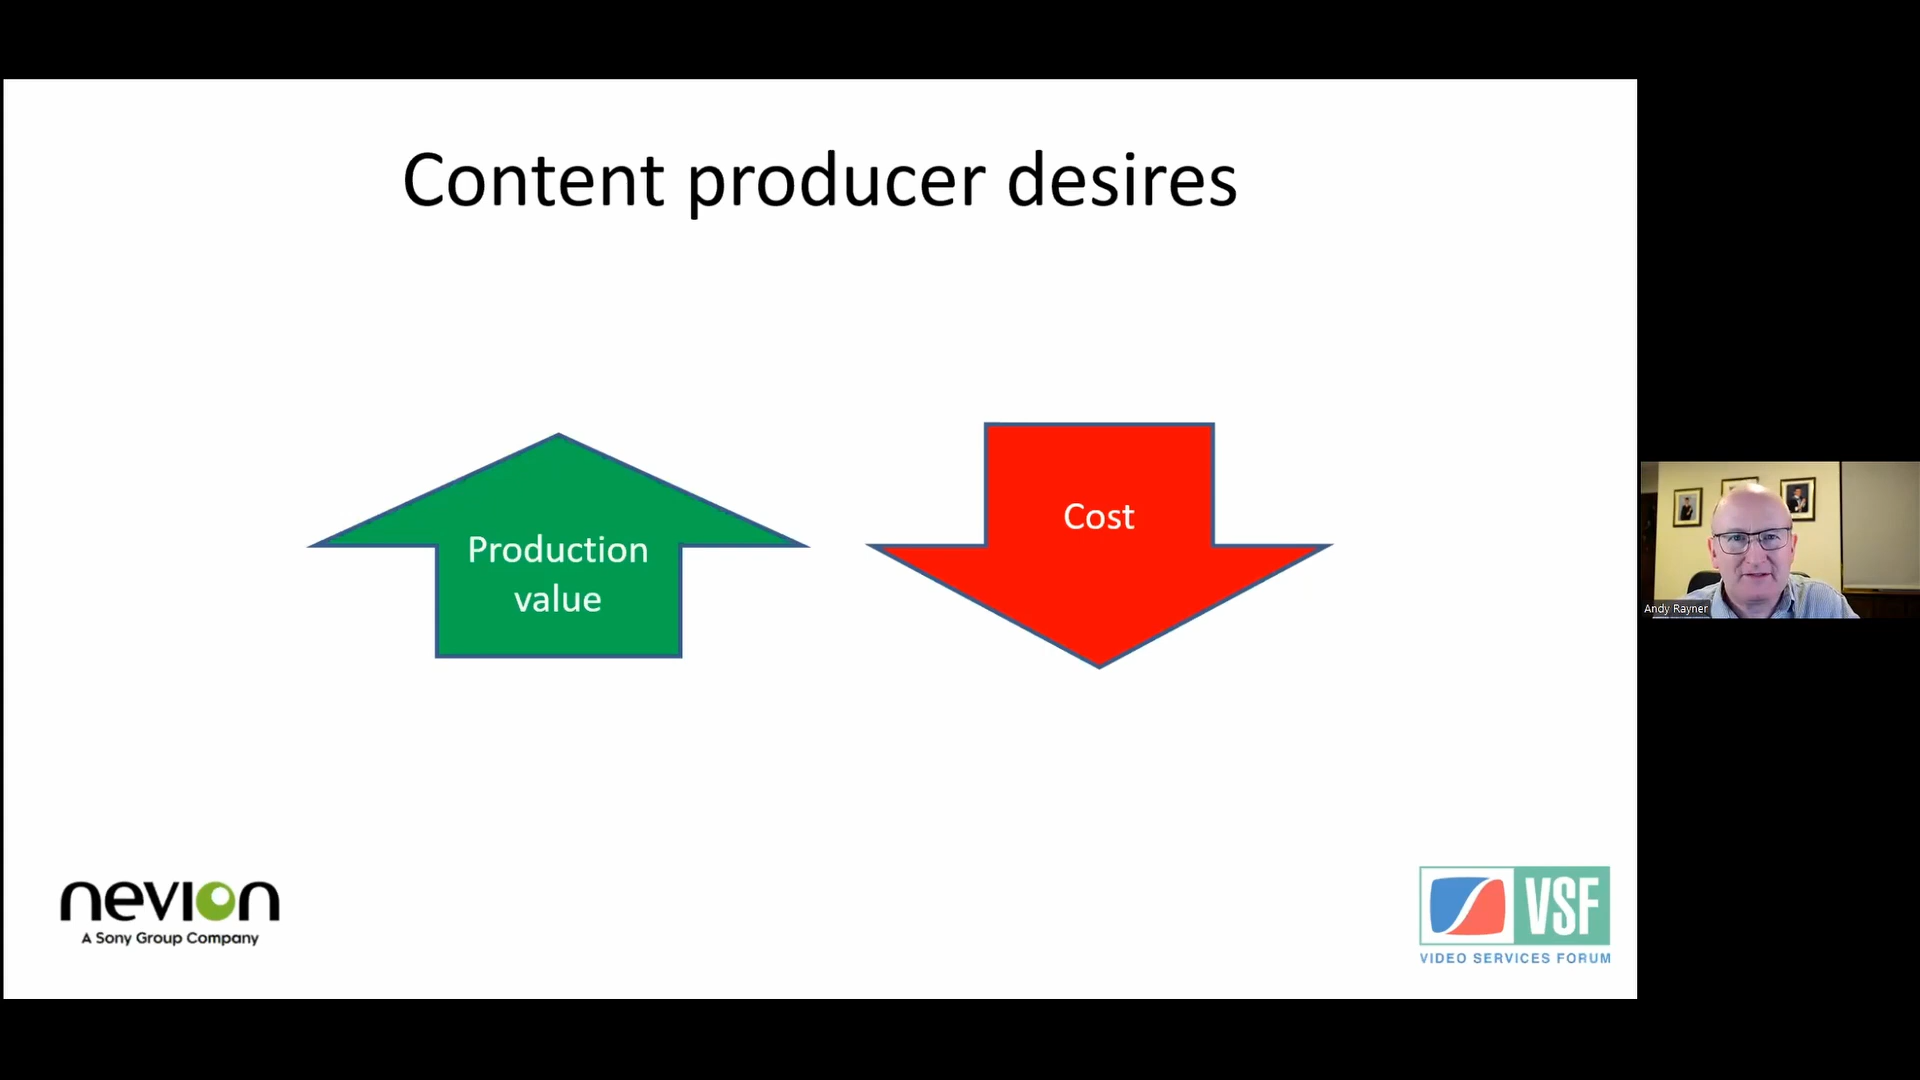 Content producer desires
Production
value
Cost
Andy Rayner
nevion
A Sony Group Company
VSF
VIDEO SERVICES FORUM